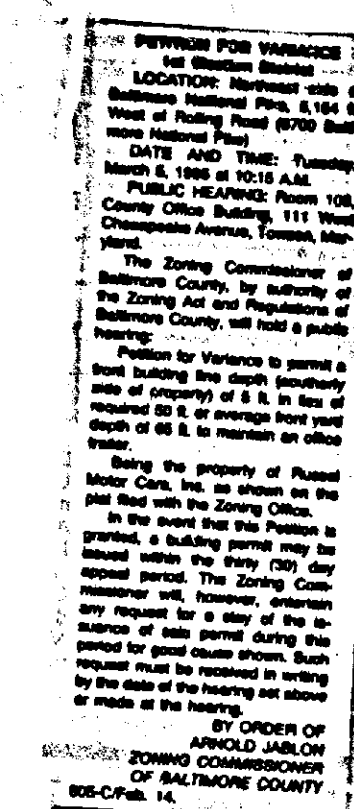 PETITION FOR VARIANCE
1st Election District
LOCATION: Northeast side
Baltimore National Pike, 5,154 ft
West of Rolling Road (5700 Balti
more National Pike)
DATE AND TIME: Tuesday,
March 5, 1985 at 10:15 A.M.
PUBLIC HEARING: Room 106,
County Office Building, 111 West
Chesapeake Avenue, Towson, Mar-
yland.
The Zoning Commissioner of
Baltimore County, by authority of
the Zoning Act and Regulations of
Baltimore County, will hold a public
hearing:
Petition for Variance to permit a
front building line depth (southerly
side of property) of 5 ft. in lieu of
required 50 ft. or average front yard
depth of 65 ft. to maintain an office
trailer.
Being the property of Russel
Motor Cars, Inc. as shown on the
plat filed with the Zoning Office.
In the event that this Petition is
granted, a building permit may be
issued within the thirty (30) day
appeal period. The Zoning Com-
missioner will, however, entertain
any request for a stay of the is-
suance of said permit during this
period for good cause shown. Such
request must be received in writing
by the date of the hearing set above
or made at the hearing.
BY ORDER OF
ARNOLD JABLON
ZONING COMMISSIONER
OF BALTIMORE COUNTY
605-C/Feb. 14.